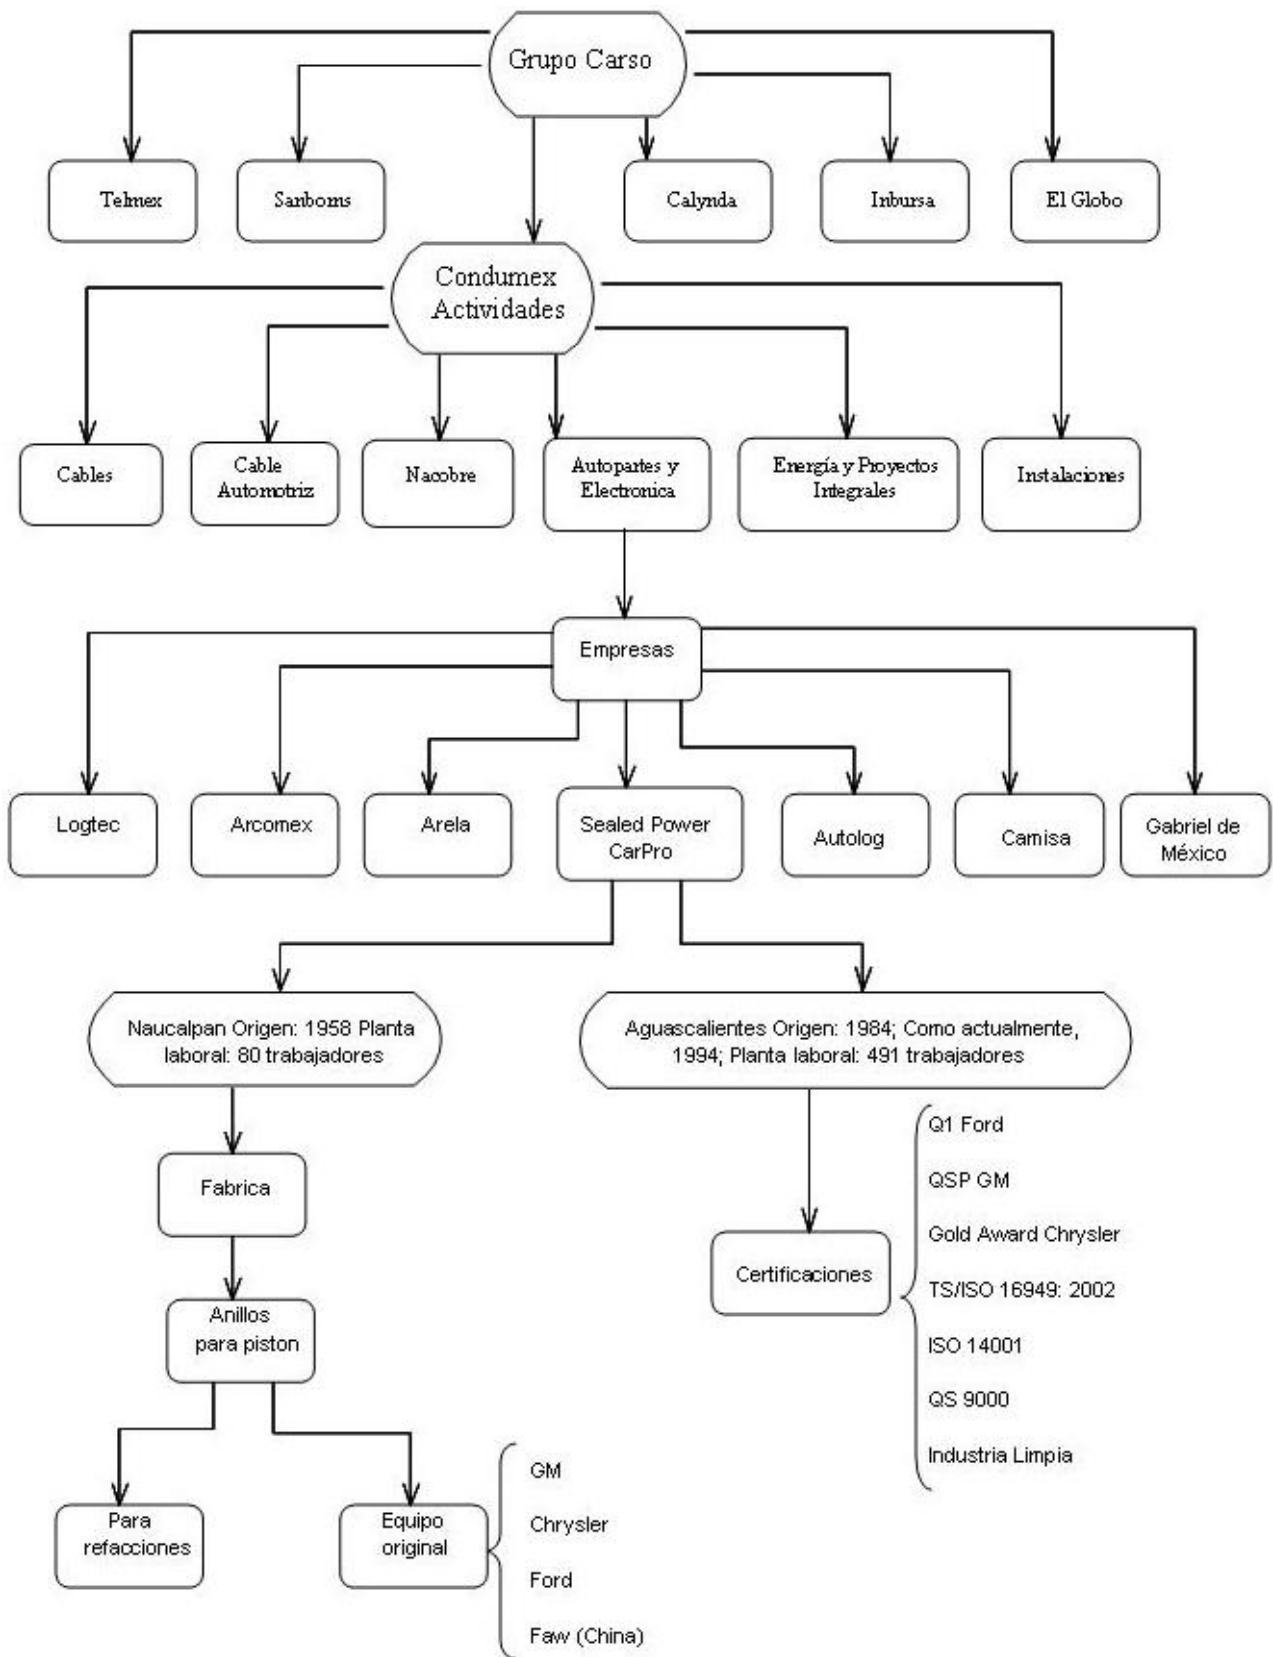 Grupo Carso
Telmex
Sanborns
Calynda
Inbursa
El Globo
Condumex
Actividades
Cables
Cable
Automotriz
Nacobre
Autopartes y
Electronica
Energía y Proyectos
Integrales
Instalaciones
Empresas
Logtec
Arcomex
Arela
Sealed Power
CarPro
Autolog
Camisa
Gabriel de
México
Naucalpan Origen: 1958 Planta
laboral: 80 trabajadores
Aguascalientes Origen: 1984; Como actualmente,
1994; Planta laboral: 491 trabajadores
Fabrica
Anillos
para piston
Para
refacciones
Equipo
original
GM
Chrysler
Ford
Faw (China)
Certificaciones
Q1 Ford
QSP GM
Gold Award Chrysler
TS/ISO 16949: 2002
ISO 14001
QS 9000
Industria Limpia